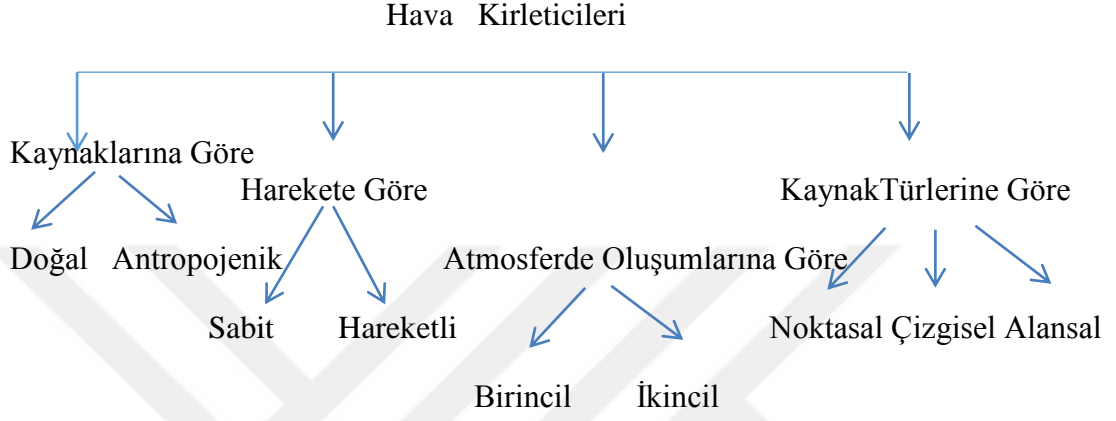 Hava Kirleticileri
Kaynaklarına Göre
Harekete Göre
KaynakTürlerine Göre
Doğal Antropojenik
Atmosferde Oluşumlarına Göre
Sabit Hareketli
Noktasal Çizgisel Alansal
Birincil İkincil